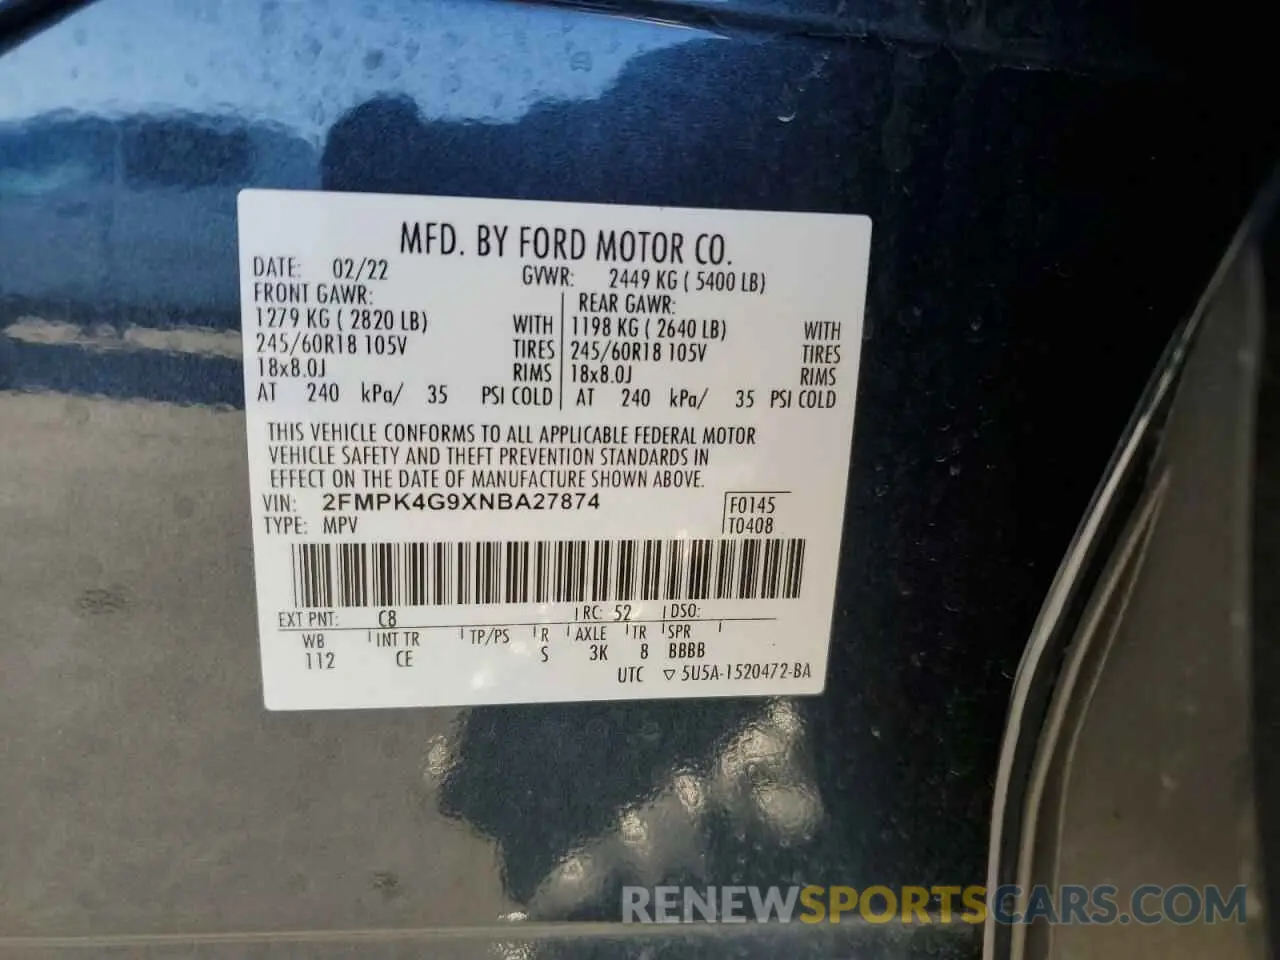 MFD. BY FORD MOTOR CO.
DATE: 02/22 GVWR: 2449 KG ( 5400 LB)
FRONT GAWR: REAR GAWR:
1279 KG ( 2820 LB) WITH 1198 KG ( 2640 LB) WITH
245/60R18 105V TIRES 245/60R18 105V TIRES
18x8.0J RIMS 18x8.0J RIMS
AT 240 kPa/ 35 PSI COLD AT 240 kPa/ 35 PSI COLD
THIS VEHICLE CONFORMS TO ALL APPLICABLE FEDERAL MOTOR
VEHICLE SAFETY AND THEFT PREVENTION STANDARDS IN
EFFECT ON THE DATE OF MANUFACTURE SHOWN ABOVE.
VIN: 2FMPK4G9XNBA27874 F0145
TYPE: MPV T0408
EXT PNT: C8 RC: 52 DSO:
WB INT TR TP/PS R AXLE TR SPR
112 CE S 3K 8 BBBB
UTC ▽ 5U5A-1520472-BA
RENEWSPORTSCARS.COM